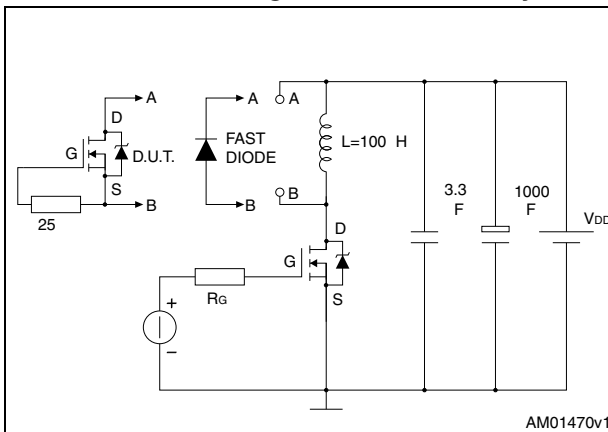 A
D
G
D.U.T.
S
B
25
A
FAST
DIODE
B
A
L=100 H
B
D
G
S
RG
+
–
3.3
F
1000
F
VDD
AM01470v1